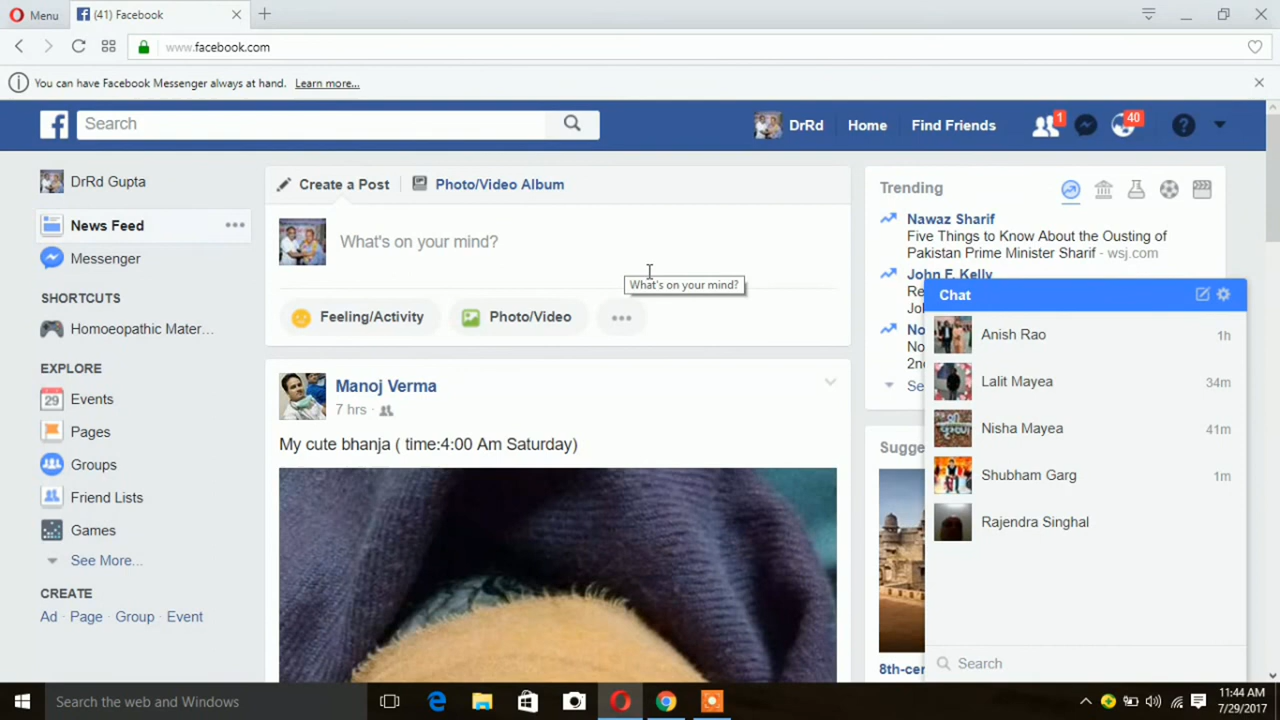 Menu
(41) Facebook
www.facebook.com
You can have Facebook Messenger always at hand. Learn more...
Search
DrRd
Home
Find Friends
1
40
DrRd Gupta
News Feed
Messenger
SHORTCUTS
Homoeopathic Mater...
EXPLORE
29 Events
Pages
Groups
Friend Lists
Games
See More...
CREATE
Ad · Page · Group · Event
Create a Post
Photo/Video Album
What's on your mind?
What's on your mind?
Feeling/Activity
Photo/Video
Manoj Verma
7 hrs ·
My cute bhanja ( time:4:00 Am Saturday)
Trending
Nawaz Sharif
Five Things to Know About the Ousting of
Pakistan Prime Minister Sharif - wsj.com
John F. Kelly
Re
No
No
2nd
Se
Sugge
8th-cer
Chat
Anish Rao 1h
Lalit Mayea 34m
Nisha Mayea 41m
Shubham Garg 1m
Rajendra Singhal
Search
Search the web and Windows
11:44 AM
7/29/2017